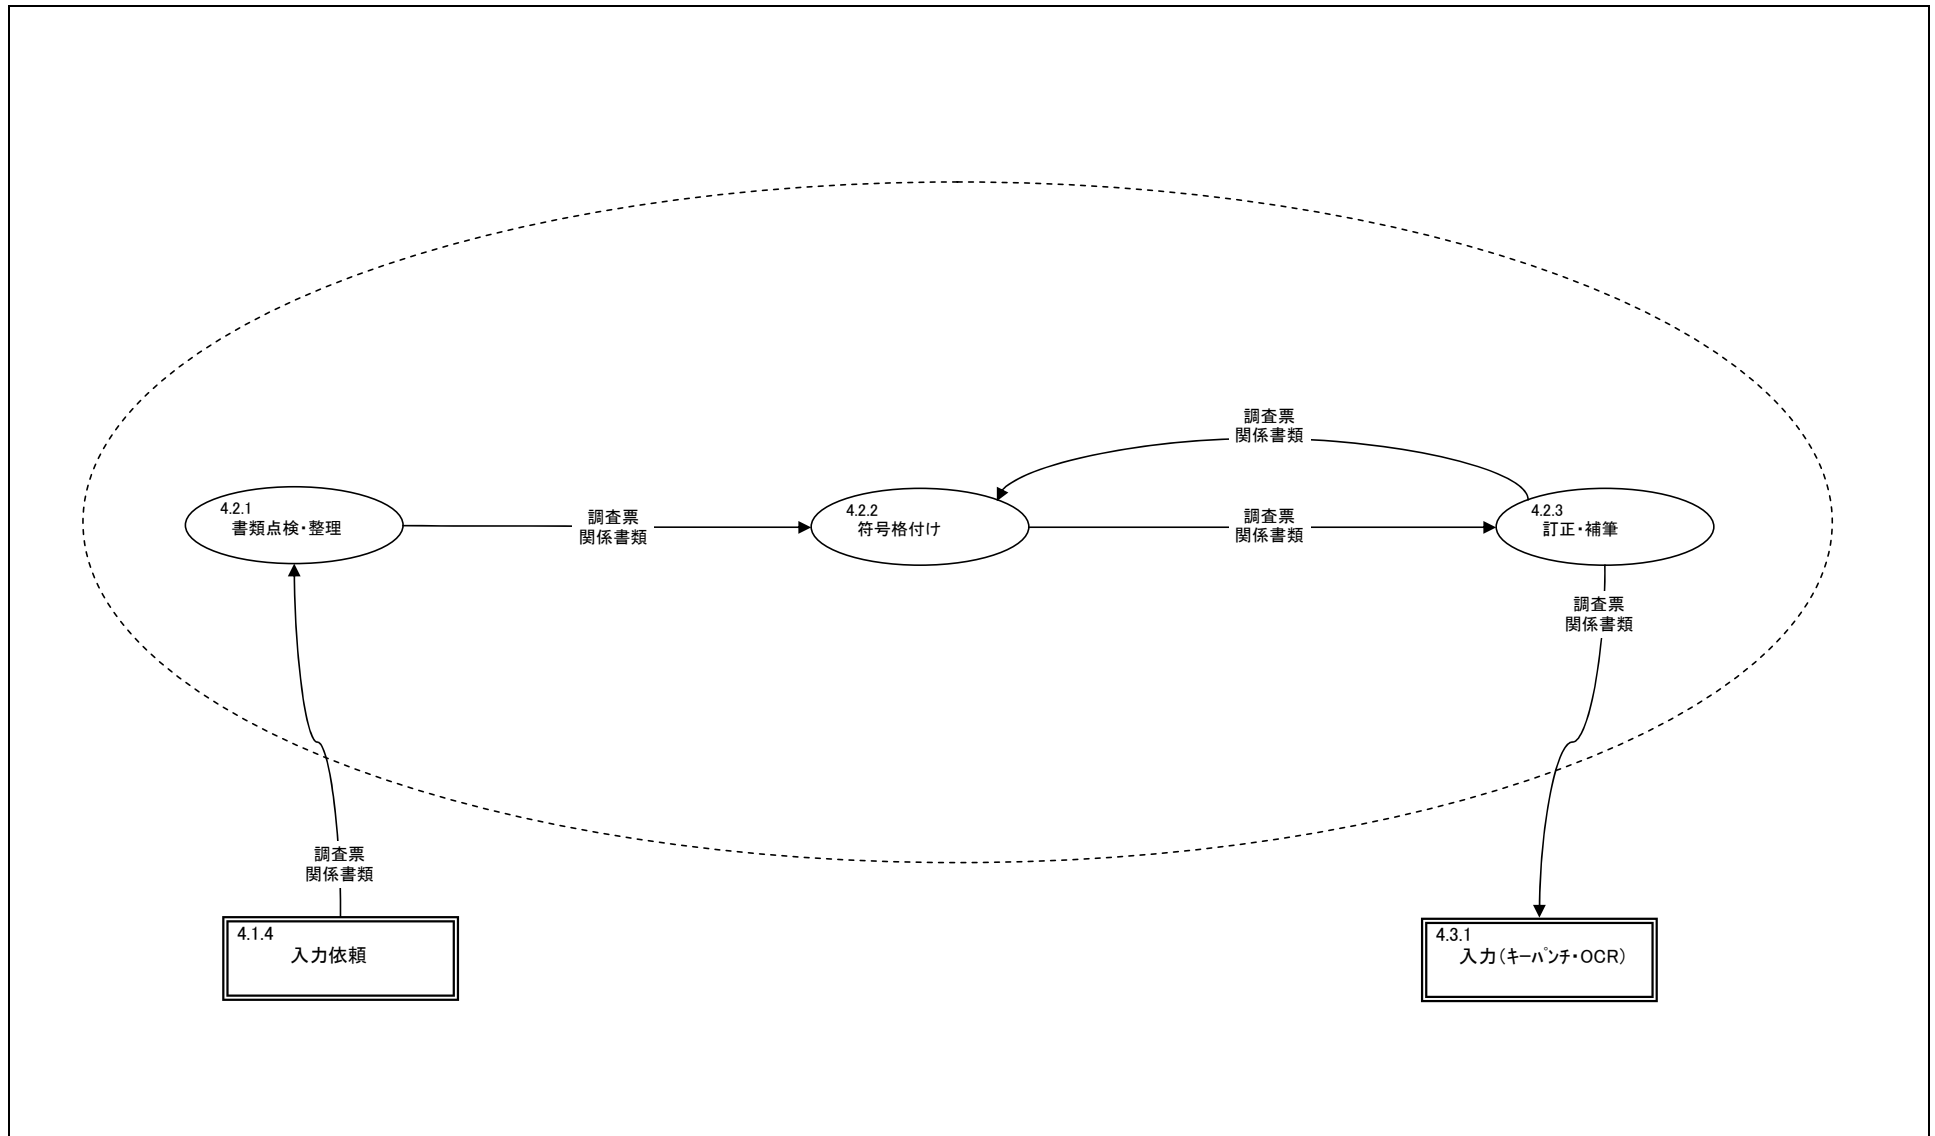 調査票
関係書類
4.2.1
書類点検・整理
調査票
関係書類
4.2.2
符号格付け
調査票
関係書類
4.2.3
訂正・補筆
調査票
関係書類
調査票
関係書類
4.1.4
入力依頼
4.3.1
入力(ｷｰﾊﾟﾝﾁ・OCR)